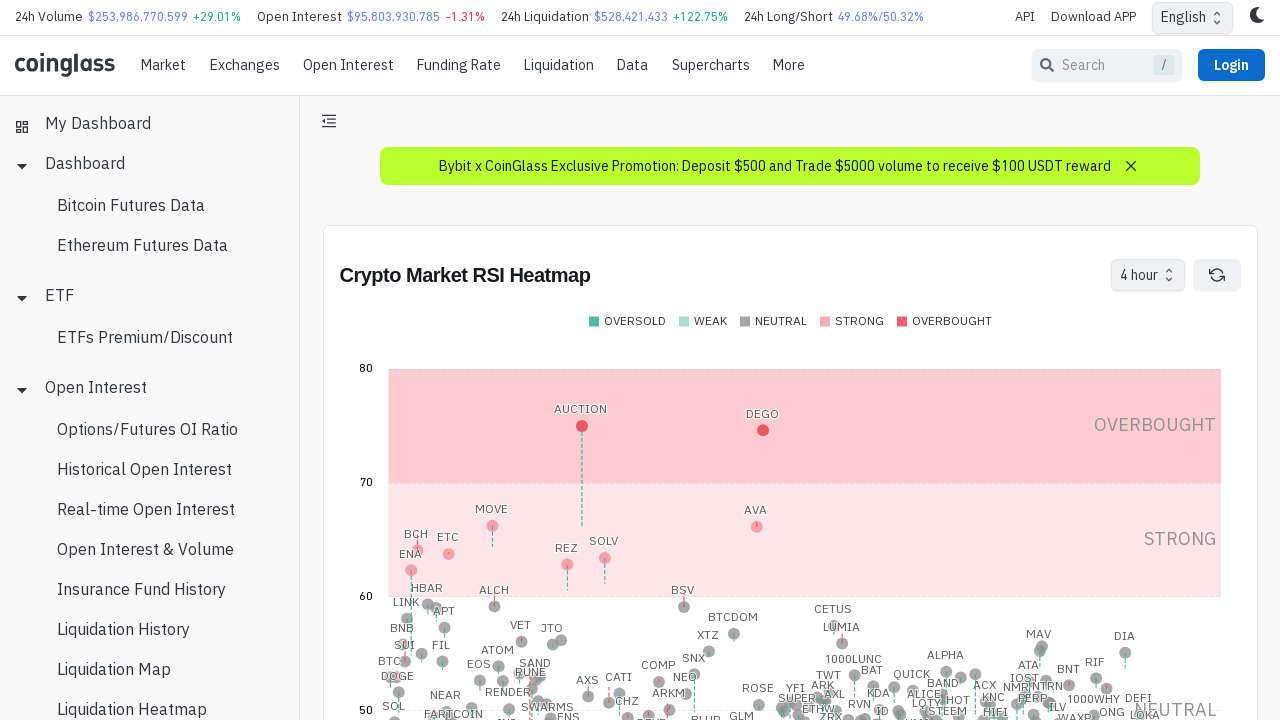 24h Volume $253,986,770,599 +29.01% Open Interest $95,803,930,785 -1.31% 24h Liquidation $528,421,433 +122.75% 24h Long/Short 49.68%/50.32% API Download APP English
coinglass Market Exchanges Open Interest Funding Rate Liquidation Data Supercharts More Search / Login
My Dashboard
Dashboard
Bitcoin Futures Data
Ethereum Futures Data
ETF
ETFs Premium/Discount
Open Interest
Options/Futures OI Ratio
Historical Open Interest
Real-time Open Interest
Open Interest & Volume
Insurance Fund History
Liquidation History
Liquidation Map
Liquidation Heatmap
Bybit x CoinGlass Exclusive Promotion: Deposit $500 and Trade $5000 volume to receive $100 USDT reward
Crypto Market RSI Heatmap 4 hour
OVERSOLD WEAK NEUTRAL STRONG OVERBOUGHT
80
AUCTION DEGO
OVERBOUGHT
70
MOVE AVA
BCH ETC
STRONG
ENA REZ SOLV
HBAR ALCH BSV
60
LINK APT BTCDOM CETUS
BNB VET JTO LUMIA
XTZ MAV DIA
SUI FIL ATOM
BTC EOS SAND COMP SNX 1000LUNC ALPHA ATA RIF
DOGE RUNE AXS CATI NEO TWT BAT QUICK BNT
NEAR RENDER ARKM ROSE YFI ARK KDA ALICE BAND ACX IOST
SOL SWARMS CHZ SUPER AXL RVN LOTY HOT KNC PERP 1000WHY DEFI
FARTCOIN ENS GLM ETHW ID STEEM HIFI ILV ONG LOKA
50
NEUTRAL